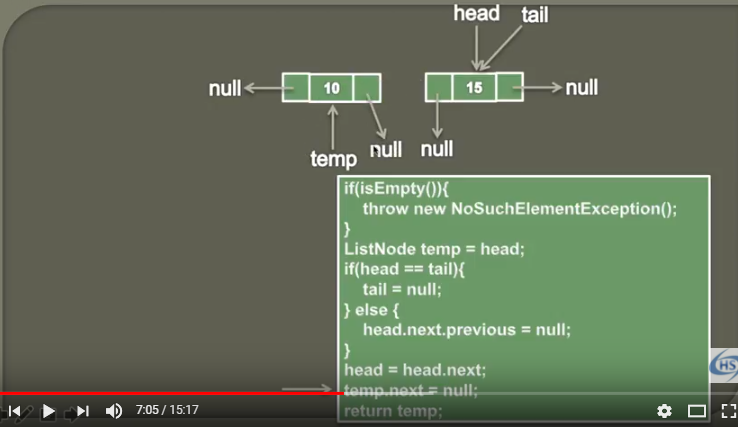 head tail
null 10 15 null
temp null null
if(isEmpty()){
throw new NoSuchElementException();
}
ListNode temp = head;
if(head == tail){
tail = null;
} else {
head.next.previous = null;
}
head = head.next;
temp.next = null;
return temp;
HS
7:05 / 15:17